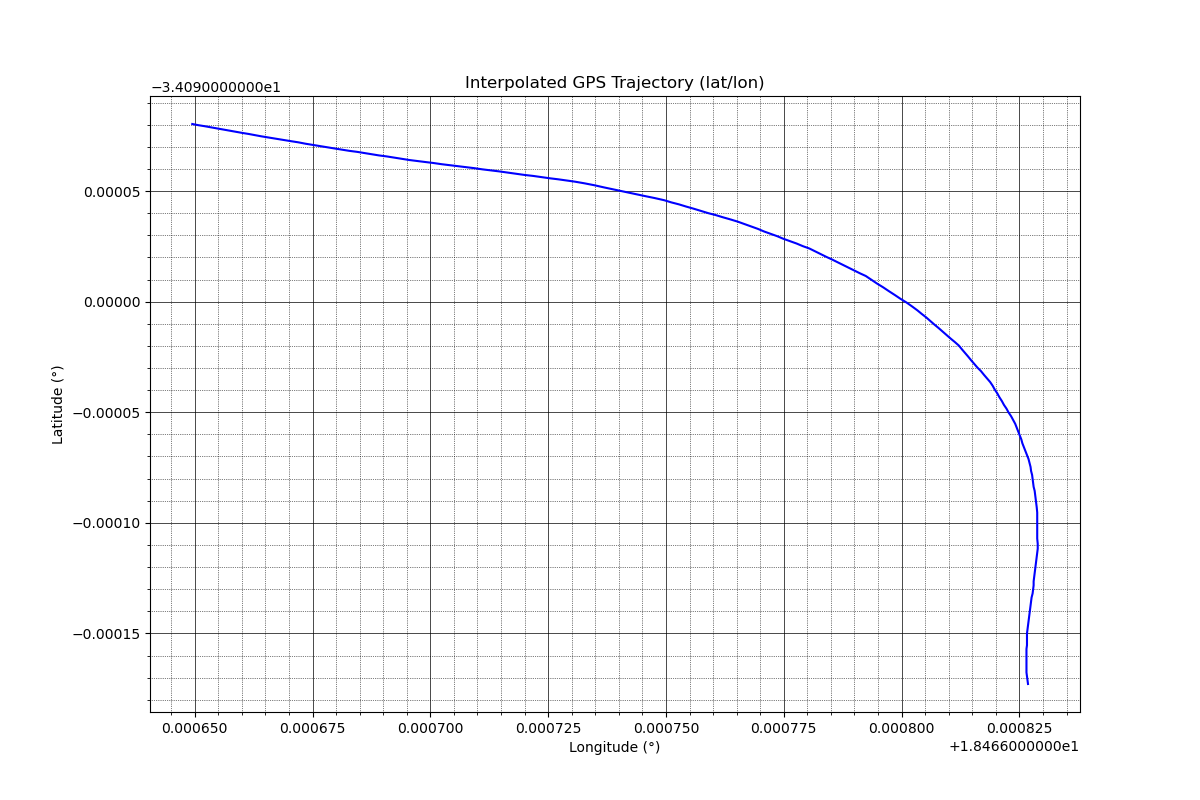 Interpolated GPS Trajectory (lat/lon)
−3.4090000000e1
0.00005
0.00000
−0.00005
−0.00010
−0.00015
Latitude (°)
0.000650 0.000675 0.000700 0.000725 0.000750 0.000775 0.000800 0.000825
Longitude (°)
+1.8466000000e1